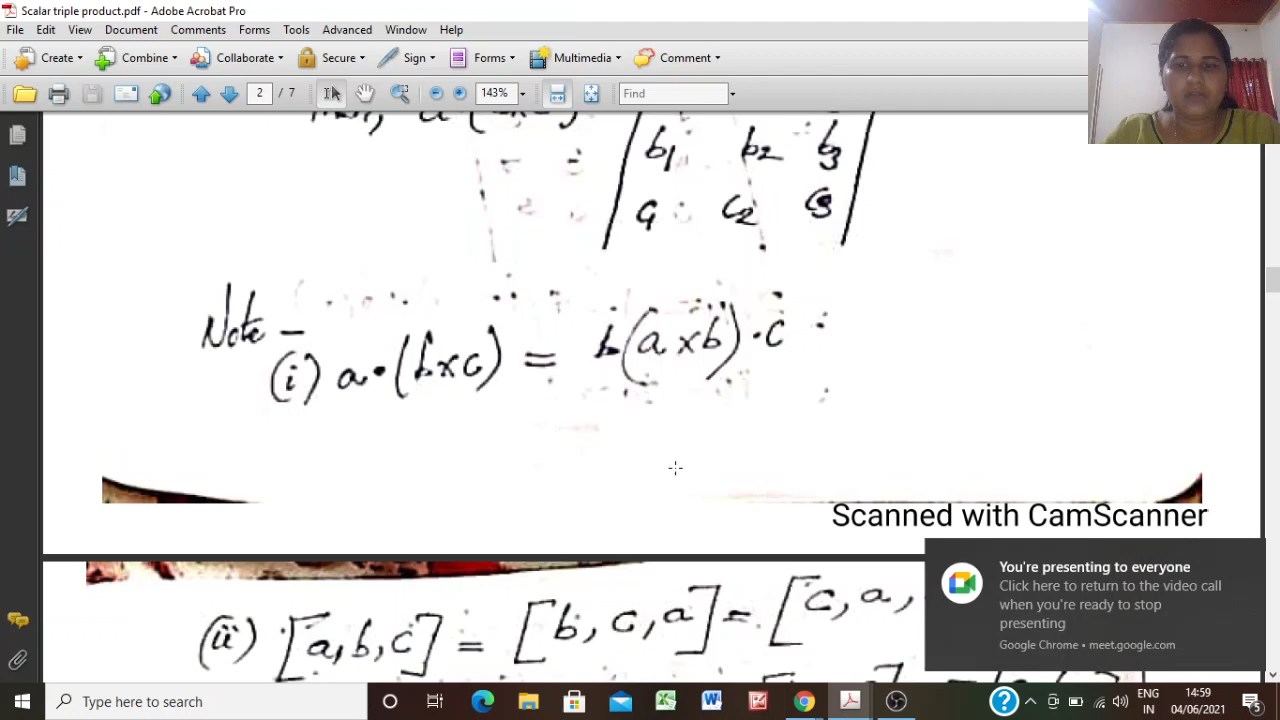 Scalar triple product.pdf - Adobe Acrobat Pro
File Edit View Document Comments Forms Tools Advanced Window Help
Create Combine Collaborate Secure Sign Forms Multimedia Comment
2 / 7 143% Find
b1 b2 b3
c1 c2 c3
Note -
(i) a•(b×c) = (a×b)•c
Scanned with CamScanner
(ii) [a, b, c] = [b, c, a] = [c, a,
You're presenting to everyone
Click here to return to the video call
when you're ready to stop
presenting
Google Chrome • meet.google.com
Type here to search
ENG
IN
14:59
04/06/2021
5